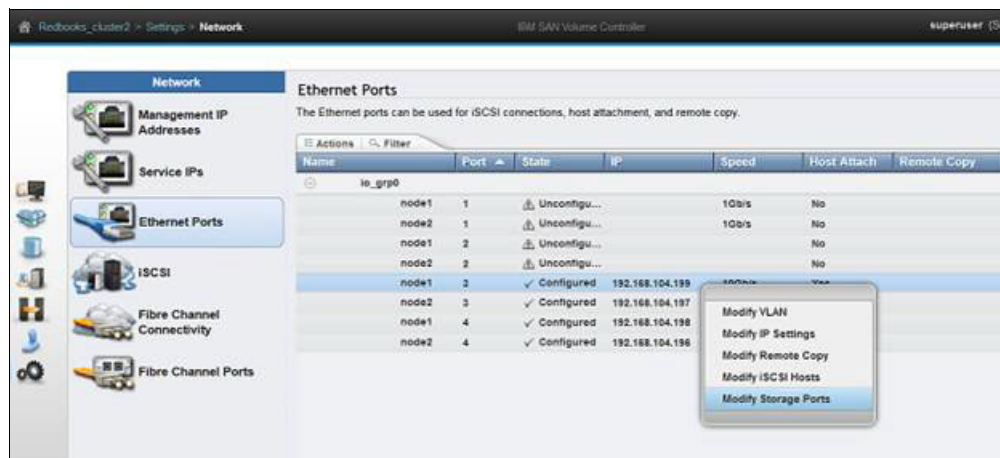 Redbooks_cluster2 > Settings > Network
IBM SAN Volume Controller
superuser (S
Network
Management IP
Addresses
Service IPs
Ethernet Ports
iSCSI
Fibre Channel
Connectivity
Fibre Channel Ports
Ethernet Ports
The Ethernet ports can be used for iSCSI connections, host attachment, and remote copy.
Actions Filter
Name Port State IP Speed Host Attach Remote Copy
io_grp0
node1 1 Unconfigu... 1Gb/s No
node2 1 Unconfigu... 1Gb/s No
node1 2 Unconfigu... No
node2 2 Unconfigu... No
node1 3 Configured 192.168.104.199 10Gb/s Yes
node2 3 Configured 192.168.104.197
node1 4 Configured 192.168.104.198
node2 4 Configured 192.168.104.196
Modify VLAN
Modify IP Settings
Modify Remote Copy
Modify iSCSI Hosts
Modify Storage Ports